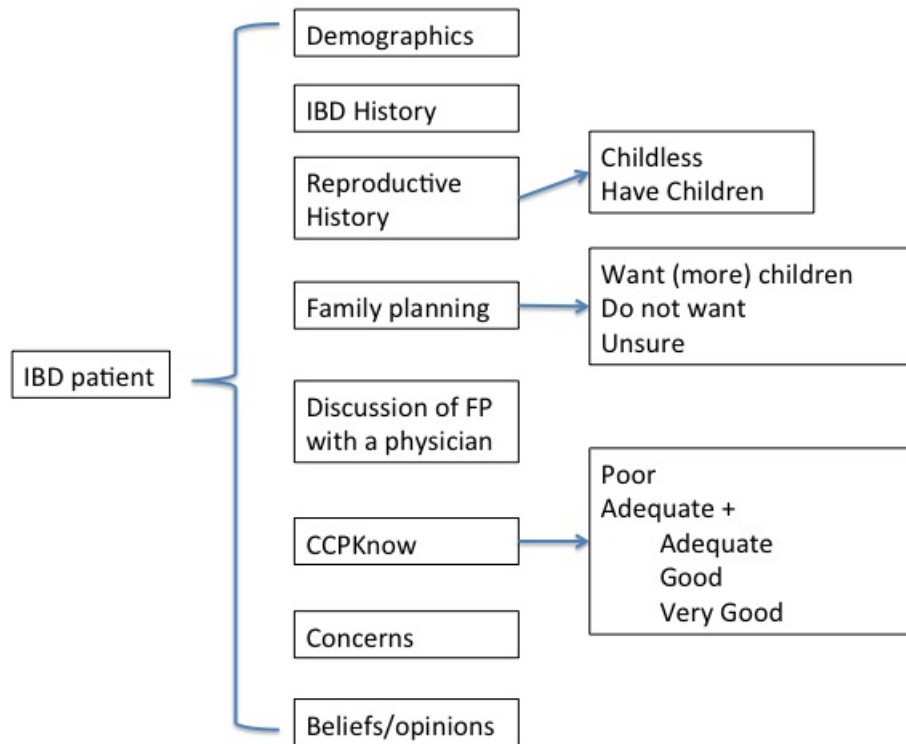 Demographics
IBD History
Reproductive
History
Childless
Have Children
Family planning
Want (more) children
Do not want
Unsure
IBD patient
Discussion of FP
with a physician
CCPKnow
Poor
Adequate +
Adequate
Good
Very Good
Concerns
Beliefs/opinions